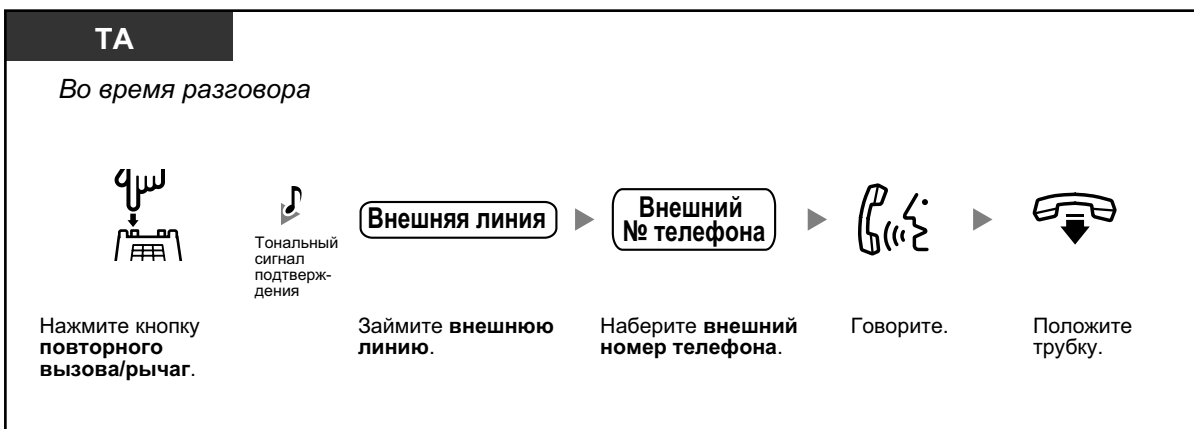 ТА
Во время разговора
Тональный
сигнал
подтверж-
дения
Внешняя линия
Внешний
№ телефона
Нажмите кнопку
повторного
вызова/рычаг.
Займите внешнюю
линию.
Наберите внешний
номер телефона.
Говорите.
Положите
трубку.